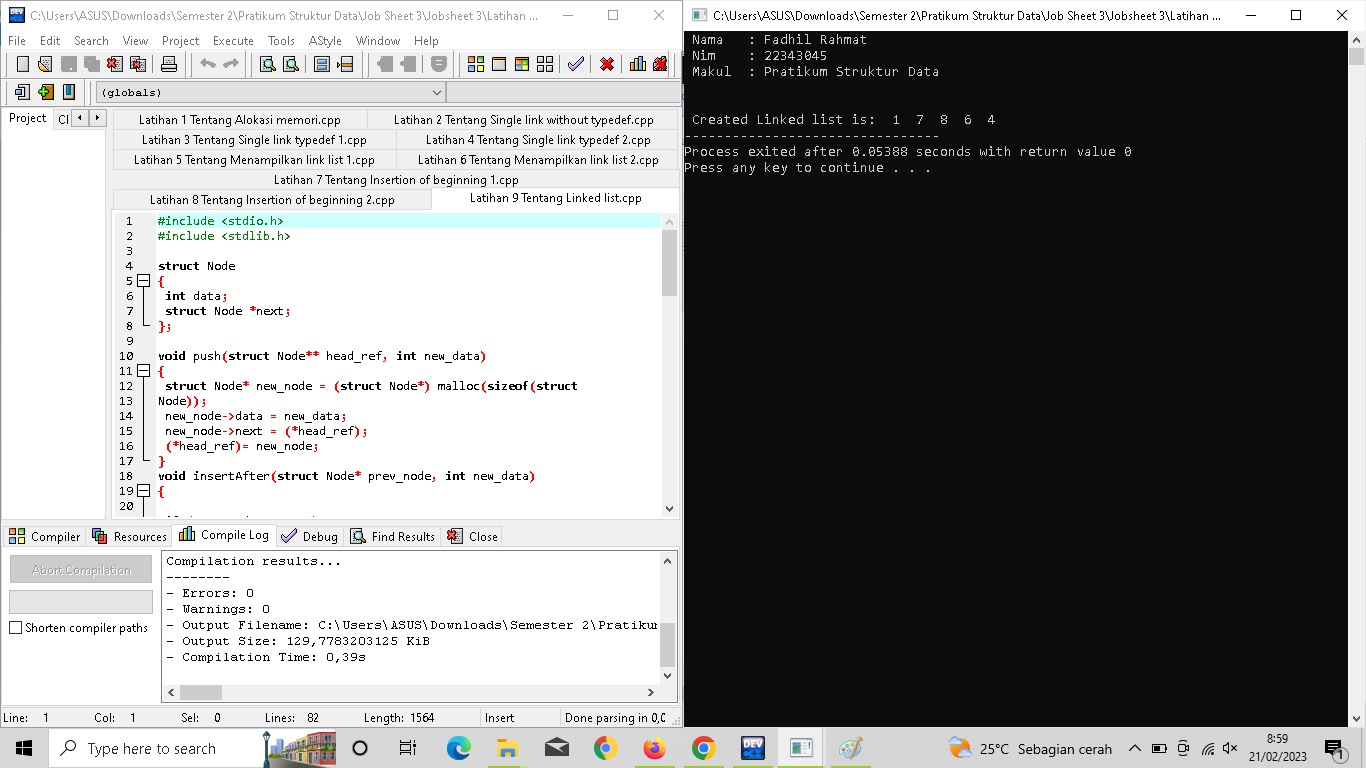 C:\Users\ASUS\Downloads\Semester 2\Pratikum Struktur Data\Job Sheet 3\Jobsheet 3\Latihan ...
File Edit Search View Project Execute Tools AStyle Window Help
(globals)
Project Cl
Latihan 1 Tentang Alokasi memori.cpp Latihan 2 Tentang Single link without typedef.cpp
Latihan 3 Tentang Single link typedef 1.cpp Latihan 4 Tentang Single link typedef 2.cpp
Latihan 5 Tentang Menampilkan link list 1.cpp Latihan 6 Tentang Menampilkan link list 2.cpp
Latihan 7 Tentang Insertion of beginning 1.cpp
Latihan 8 Tentang Insertion of beginning 2.cpp Latihan 9 Tentang Linked list.cpp
1 #include <stdio.h>
2 #include <stdlib.h>
3
4 struct Node
5 {
6 int data;
7 struct Node *next;
8 };
9
10 void push(struct Node** head_ref, int new_data)
11 {
12 struct Node* new_node = (struct Node*) malloc(sizeof(struct
13 Node));
14 new_node->data = new_data;
15 new_node->next = (*head_ref);
16 (*head_ref)= new_node;
17 }
18 void insertAfter(struct Node* prev_node, int new_data)
19 {
20
Compiler Resources Compile Log Debug Find Results Close
Abort Compilation
Shorten compiler paths
Compilation results...
--------
- Errors: 0
- Warnings: 0
- Output Filename: C:\Users\ASUS\Downloads\Semester 2\Pratikum
- Output Size: 129,7783203125 KiB
- Compilation Time: 0,39s
Line: 1 Col: 1 Sel: 0 Lines: 82 Length: 1564 Insert Done parsing in 0,0
C:\Users\ASUS\Downloads\Semester 2\Pratikum Struktur Data\Job Sheet 3\Jobsheet 3\Latihan ...
Nama : Fadhil Rahmat
Nim : 22343045
Makul : Pratikum Struktur Data
Created Linked list is: 1 7 8 6 4
--------------------------------
Process exited after 0.05388 seconds with return value 0
Press any key to continue . . .
Type here to search
DEV
25°C Sebagian cerah
8:59
21/02/2023
1